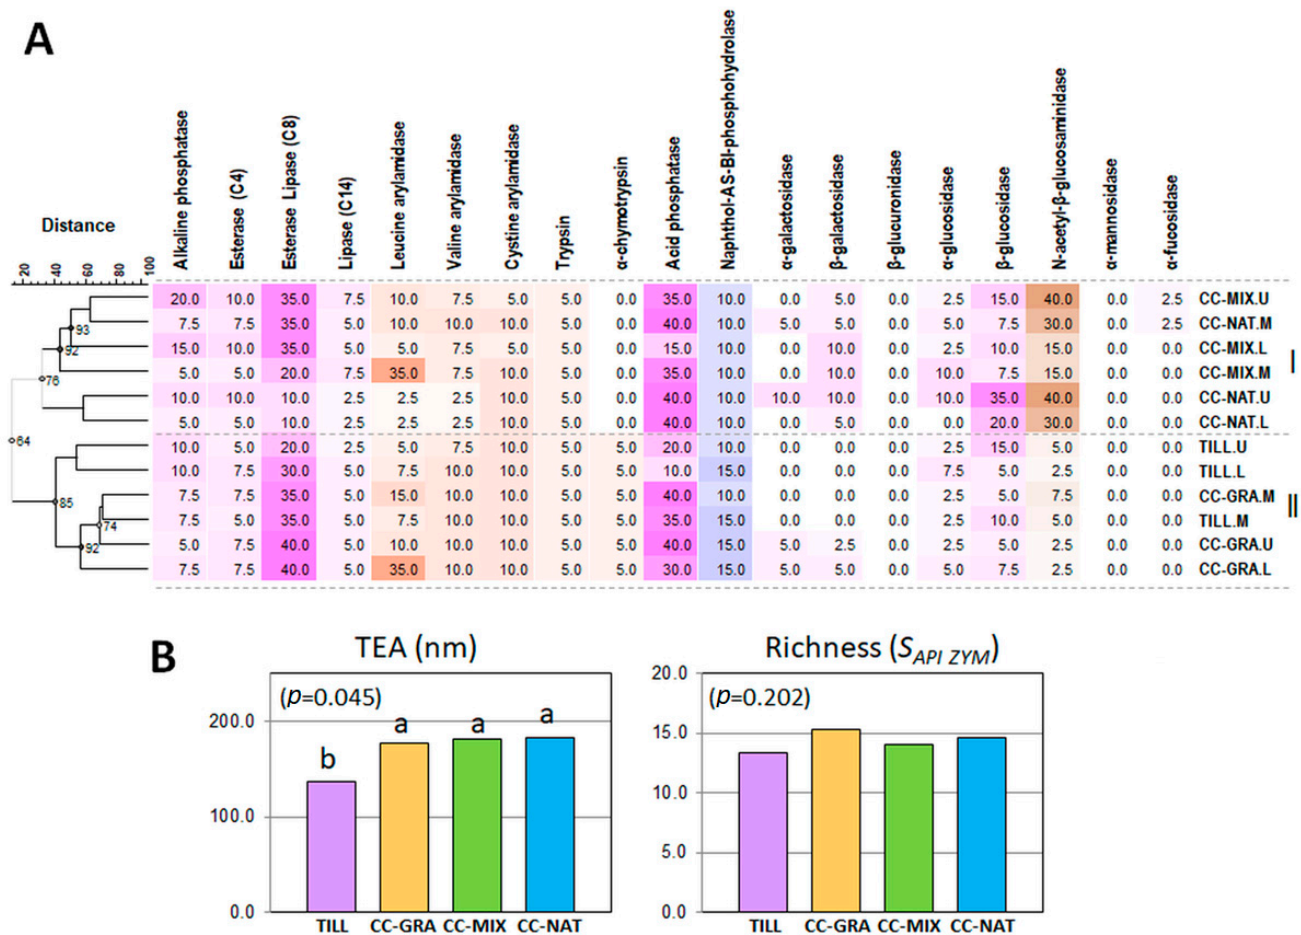 A
Distance
20 40 60 80 100
Alkaline phosphatase
Esterase (C4)
Esterase Lipase (C8)
Lipase (C14)
Leucine arylamidase
Valine arylamidase
Cystine arylamidase
Trypsin
α-chymotrypsin
Acid phosphatase
Naphthol-AS-BI-phosphohydrolase
α-galactosidase
β-galactosidase
β-glucuronidase
α-glucosidase
β-glucosidase
N-acetyl-β-glucosaminidase
α-mannosidase
α-fucosidase
20.0 10.0 35.0 7.5 10.0 7.5 5.0 5.0 0.0 35.0 10.0 0.0 5.0 0.0 2.5 15.0 40.0 0.0 2.5 CC-MIX.U
7.5 7.5 35.0 5.0 10.0 10.0 10.0 5.0 0.0 40.0 10.0 5.0 5.0 0.0 2.5 7.5 30.0 0.0 2.5 CC-NAT.M
15.0 10.0 35.0 5.0 5.0 7.5 5.0 5.0 0.0 15.0 10.0 0.0 10.0 0.0 2.5 10.0 15.0 0.0 0.0 CC-MIX.L
5.0 5.0 20.0 7.5 35.0 7.5 10.0 5.0 0.0 35.0 10.0 0.0 10.0 0.0 10.0 7.5 15.0 0.0 0.0 CC-MIX.M
10.0 10.0 10.0 2.5 2.5 2.5 10.0 5.0 0.0 40.0 10.0 10.0 10.0 0.0 10.0 35.0 40.0 0.0 0.0 CC-NAT.U
5.0 5.0 10.0 2.5 2.5 2.5 10.0 5.0 0.0 40.0 10.0 0.0 5.0 0.0 0.0 20.0 30.0 0.0 0.0 CC-NAT.L
10.0 5.0 20.0 2.5 5.0 7.5 10.0 5.0 5.0 20.0 10.0 0.0 0.0 0.0 2.5 15.0 5.0 0.0 0.0 TILL.U
10.0 7.5 30.0 5.0 7.5 10.0 10.0 5.0 5.0 10.0 15.0 0.0 0.0 0.0 7.5 5.0 2.5 0.0 0.0 TILL.L
7.5 7.5 35.0 5.0 15.0 10.0 10.0 5.0 5.0 40.0 10.0 0.0 0.0 0.0 2.5 5.0 7.5 0.0 0.0 CC-GRA.M
7.5 5.0 35.0 5.0 7.5 10.0 10.0 5.0 5.0 35.0 15.0 0.0 0.0 0.0 2.5 10.0 5.0 0.0 0.0 TILL.M
5.0 7.5 40.0 5.0 10.0 10.0 10.0 5.0 5.0 40.0 15.0 5.0 2.5 0.0 2.5 5.0 2.5 0.0 0.0 CC-GRA.U
7.5 7.5 40.0 5.0 35.0 10.0 10.0 5.0 5.0 30.0 15.0 5.0 5.0 0.0 5.0 7.5 2.5 0.0 0.0 CC-GRA.L
93
92
76
64
85
74
92
I
II
B
TEA (nm)
(p=0.045)
200.0
100.0
0.0
b a a a
TILL CC-GRA CC-MIX CC-NAT
Richness (S API ZYM)
(p=0.202)
20.0
15.0
10.0
5.0
0.0
TILL CC-GRA CC-MIX CC-NAT